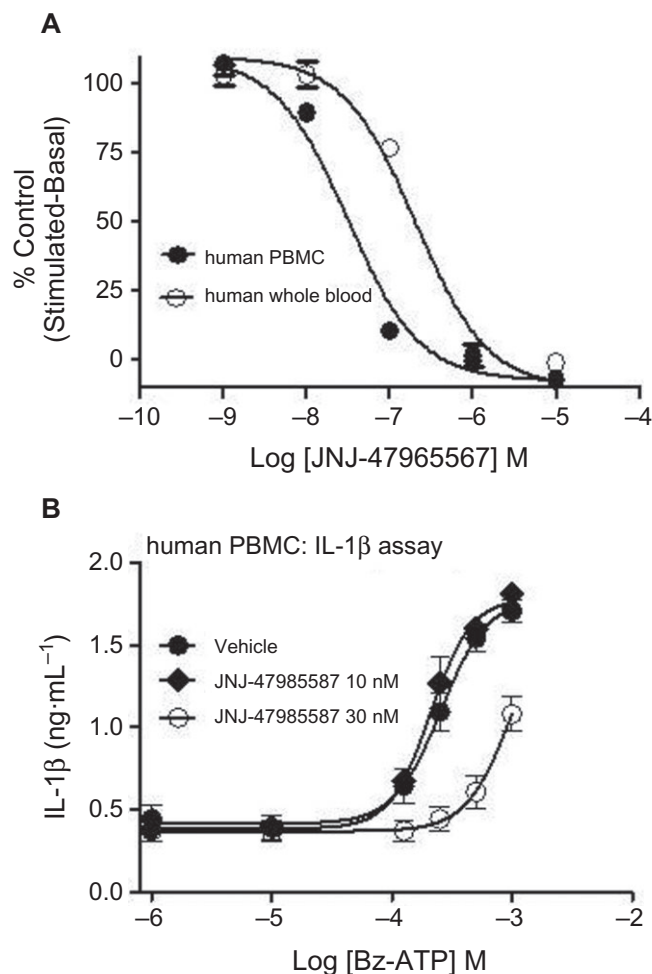 A
% Control
(Stimulated-Basal)
100
75
50
25
0
human PBMC
human whole blood
–10
–9
–8
–7
–6
–5
–4
Log [JNJ-47965567] M
B
human PBMC: IL-1β assay
IL-1β (ng·mL⁻¹)
2.0
1.5
1.0
0.5
0.0
Vehicle
JNJ-47985587 10 nM
JNJ-47985587 30 nM
–6
–5
–4
–3
–2
Log [Bz-ATP] M